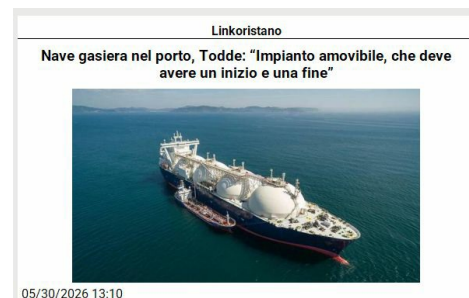 Linkoristano
Nave gasiera nel porto, Todde: “Impianto amovibile, che deve
avere un inizio e una fine”
05/30/2026 13:10